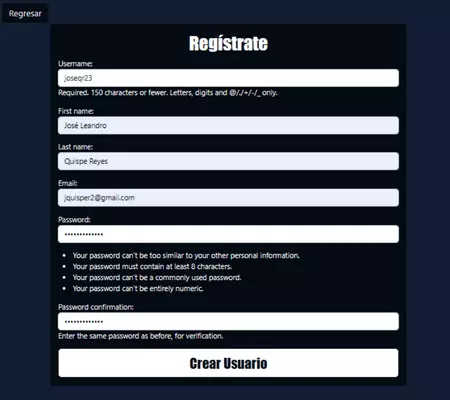 Regresar
Regístrate
Username:
joseqr23
Required. 150 characters or fewer. Letters, digits and @/./+/-/_ only.
First name:
José Leandro
Last name:
Quispe Reyes
Email:
jquisper2@gmail.com
Password:
•••••••••••••
• Your password can't be too similar to your other personal information.
• Your password must contain at least 8 characters.
• Your password can't be a commonly used password.
• Your password can't be entirely numeric.
Password confirmation:
•••••••••••••
Enter the same password as before, for verification.
Crear Usuario